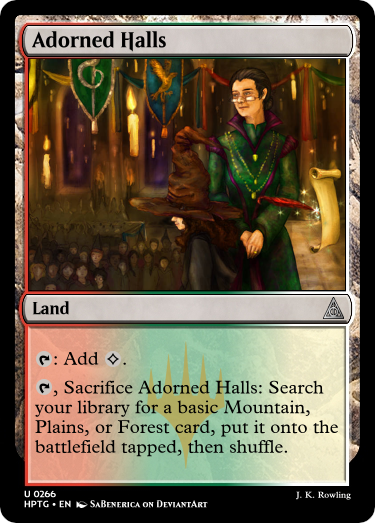 Adorned Halls
Land
: Add .
, Sacrifice Adorned Halls: Search
your library for a basic Mountain,
Plains, or Forest card, put it onto the
battlefield tapped, then shuffle.
U 0266
J. K. Rowling
HPTG • EN SaBenerica on DeviantArt